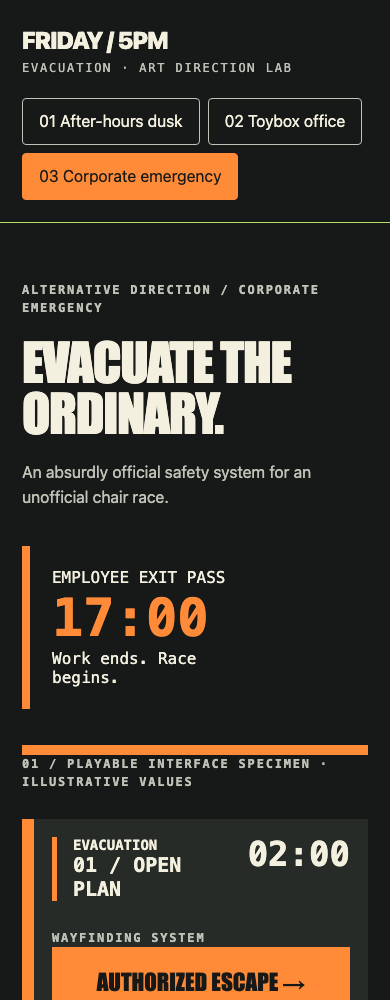 FRIDAY / 5PM
EVACUATION · ART DIRECTION LAB
01 After-hours dusk
02 Toybox office
03 Corporate emergency
ALTERNATIVE DIRECTION / CORPORATE
EMERGENCY
EVACUATE THE
ORDINARY.
An absurdly official safety system for an
unofficial chair race.
EMPLOYEE EXIT PASS
17:00
Work ends. Race
begins.
01 / PLAYABLE INTERFACE SPECIMEN ·
ILLUSTRATIVE VALUES
EVACUATION
01 / OPEN
PLAN
02:00
WAYFINDING SYSTEM
AUTHORIZED ESCAPE →